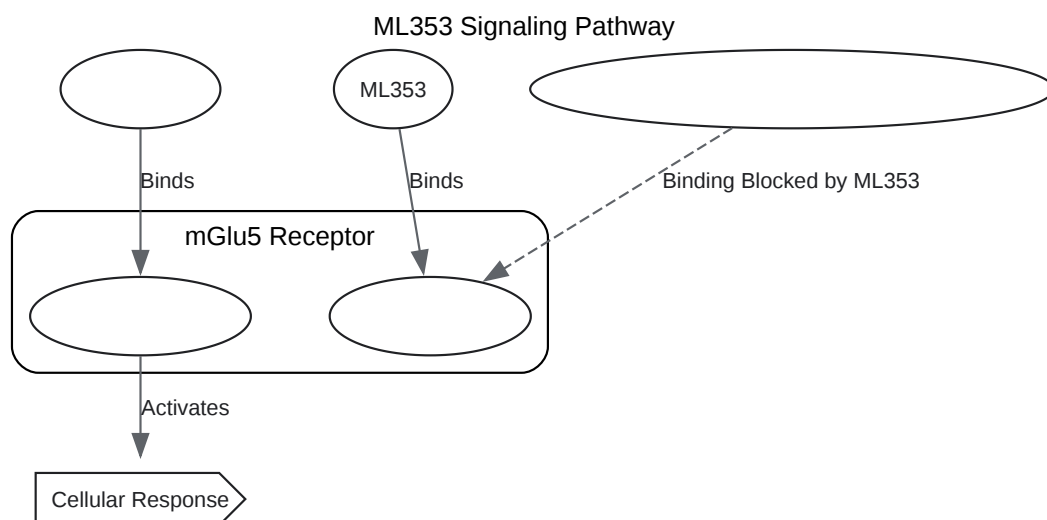 ML353 Signaling Pathway
ML353
Binds
Binds
Binding Blocked by ML353
mGlu5 Receptor
Activates
Cellular Response